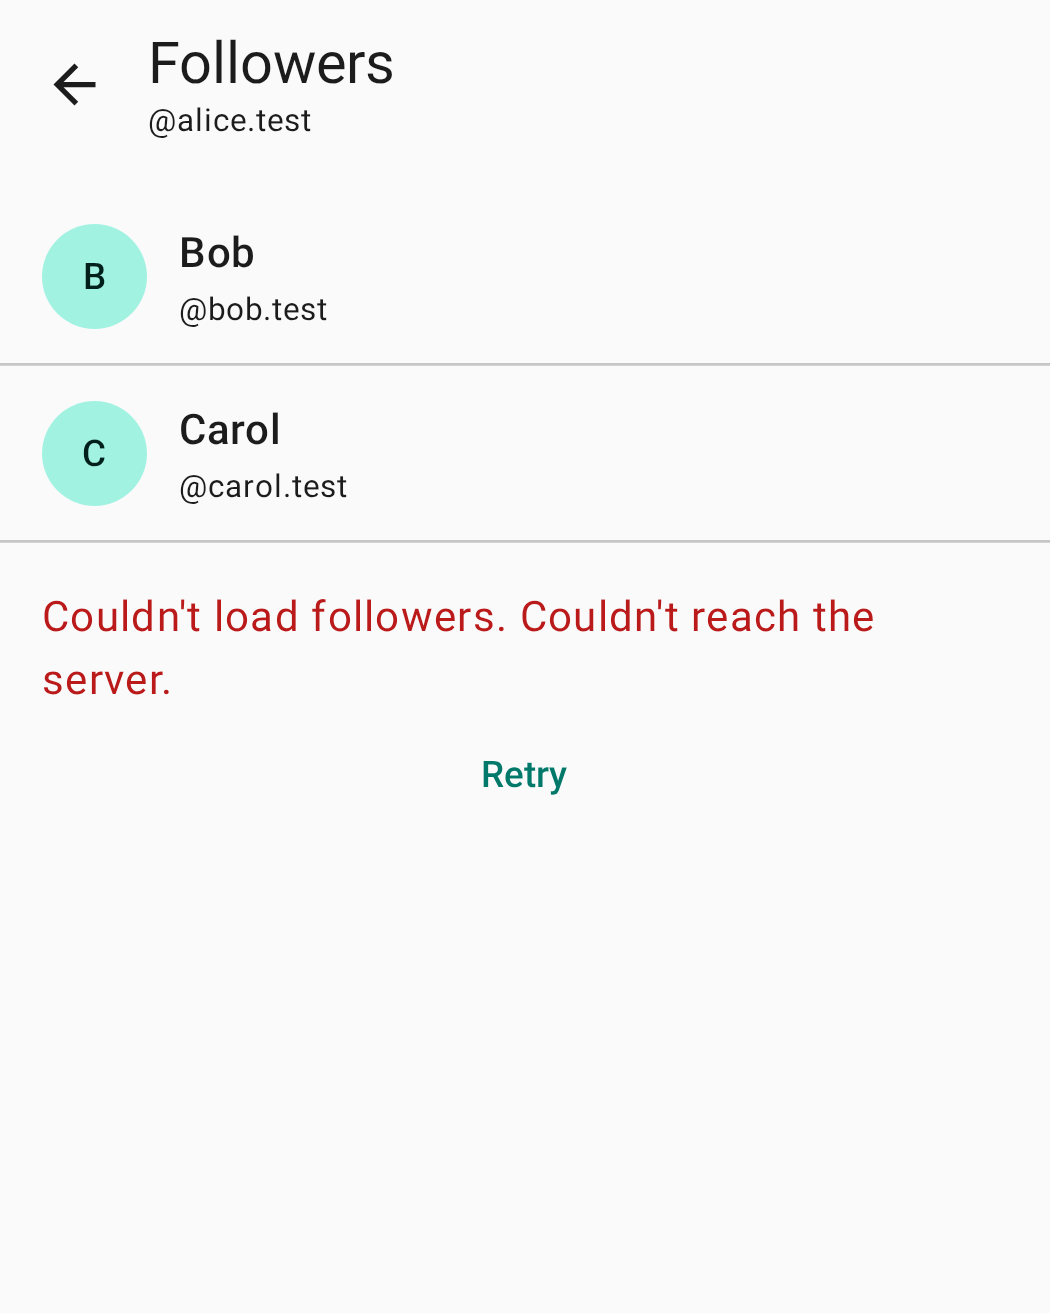 Followers
@alice.test
B
Bob
@bob.test
C
Carol
@carol.test
Couldn't load followers. Couldn't reach the
server.
Retry